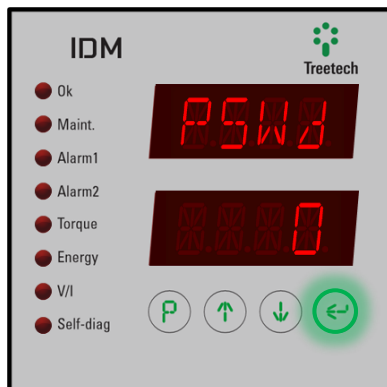 IDM
Treetech
Ok
Maint.
Alarm1
Alarm2
Torque
Energy
V/I
Self-diag
PSWd
0
P